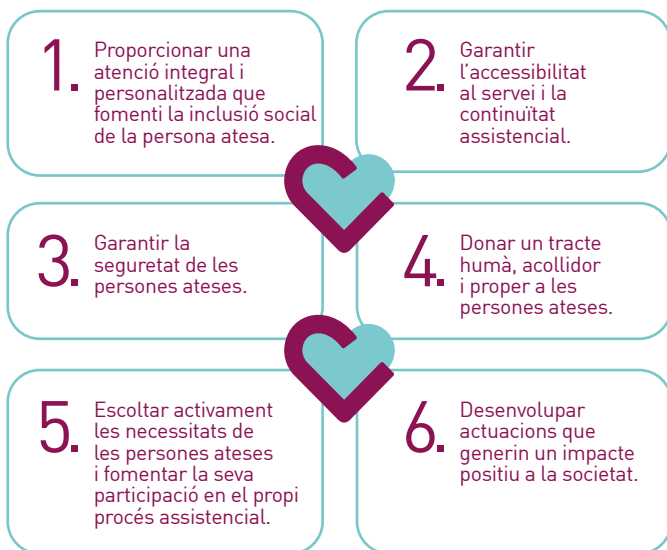 1.
Proporcionar una
atenció integral i
personalitzada que
fomenti la inclusió social
de la persona atesa.
2.
Garantir
l’accessibilitat
al servei i la
continuïtat
assistencial.
3.
Garantir la
seguretat de les
persones ateses.
4.
Donar un tracte
humà, acollidor
i proper a les
persones ateses.
5.
Escoltar activament
les necessitats de
les persones ateses
i fomentar la seva
participació en el propi
procés assistencial.
6.
Desenvolupar
actuacions que
generin un impacte
positiu a la societat.